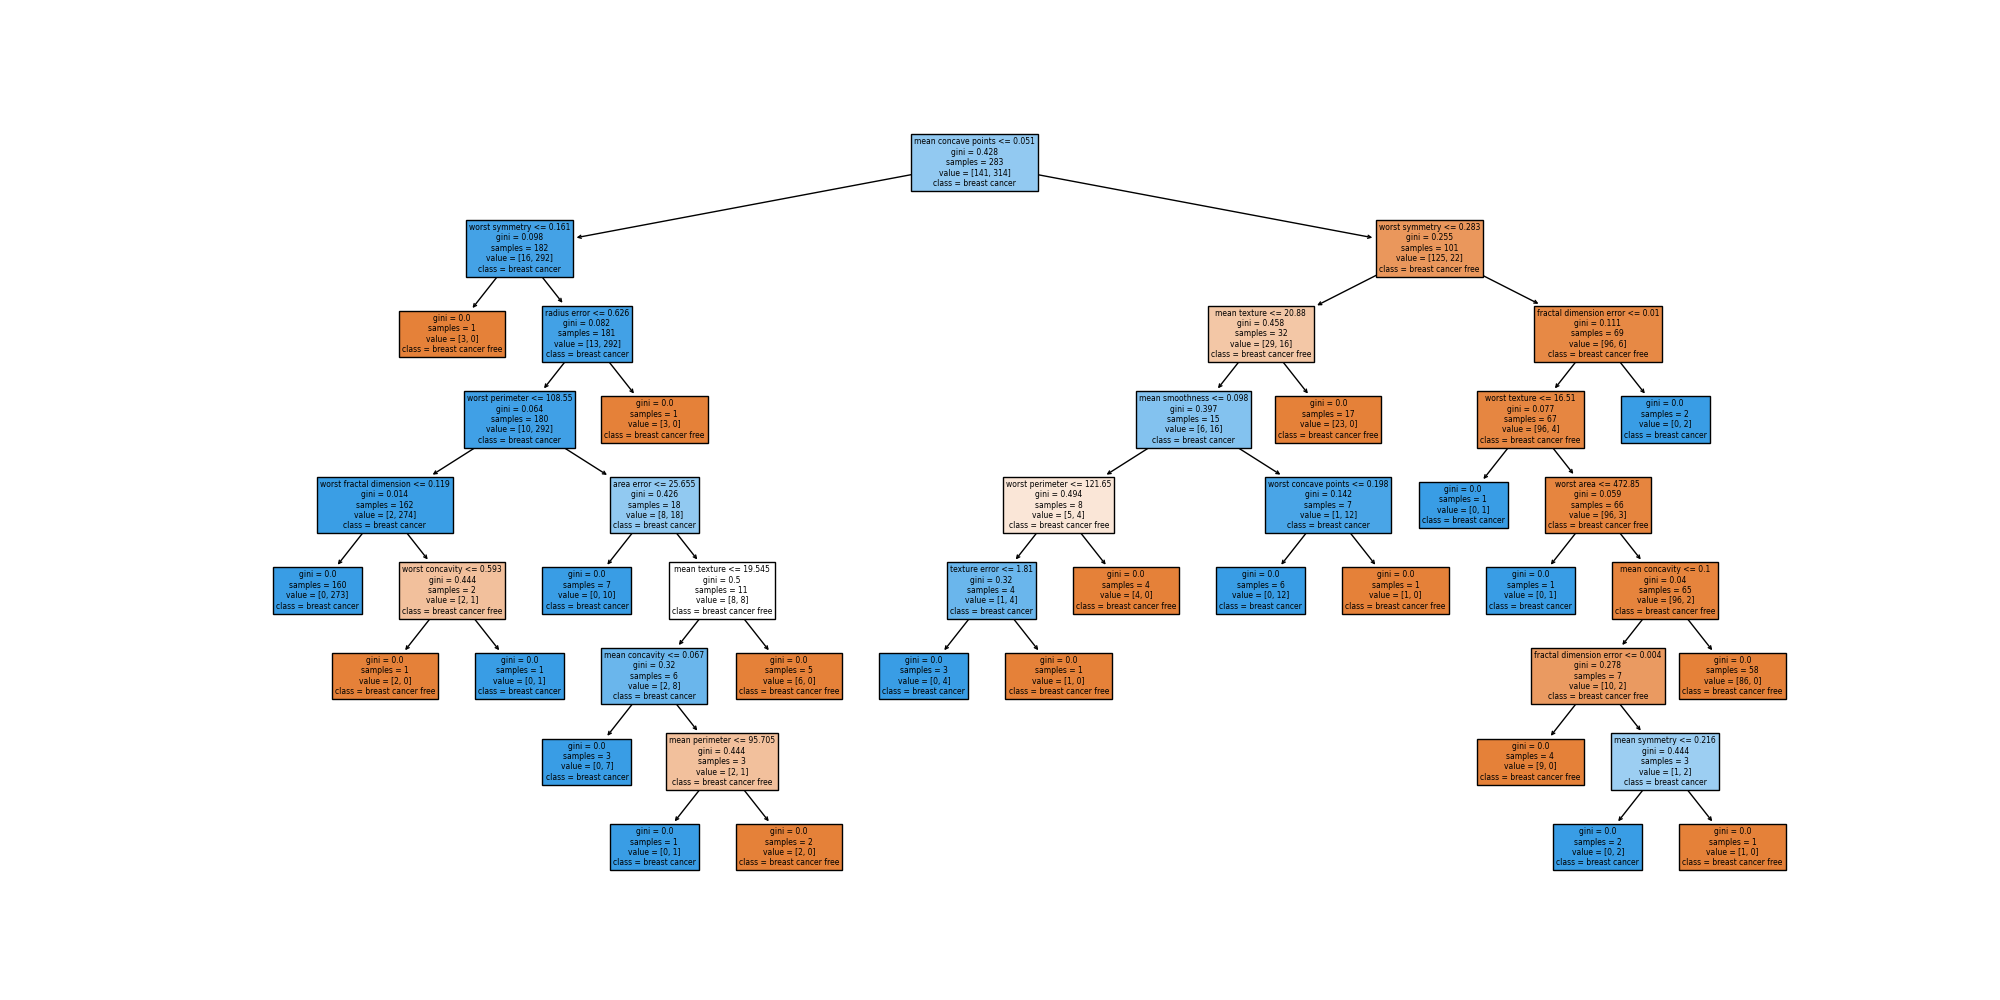 mean concave points <= 0.051
gini = 0.428
samples = 283
value = [141, 314]
class = breast cancer
worst symmetry <= 0.161
gini = 0.098
samples = 182
value = [16, 292]
class = breast cancer
worst symmetry <= 0.283
gini = 0.255
samples = 101
value = [125, 22]
class = breast cancer free
gini = 0.0
samples = 1
value = [3, 0]
class = breast cancer free
radius error <= 0.626
gini = 0.082
samples = 181
value = [13, 292]
class = breast cancer
mean texture <= 20.88
gini = 0.458
samples = 32
value = [29, 16]
class = breast cancer free
fractal dimension error <= 0.01
gini = 0.111
samples = 69
value = [96, 6]
class = breast cancer free
worst perimeter <= 108.55
gini = 0.064
samples = 180
value = [10, 292]
class = breast cancer
gini = 0.0
samples = 1
value = [3, 0]
class = breast cancer free
mean smoothness <= 0.098
gini = 0.397
samples = 15
value = [6, 16]
class = breast cancer
gini = 0.0
samples = 17
value = [23, 0]
class = breast cancer free
worst texture <= 16.51
gini = 0.077
samples = 67
value = [96, 4]
class = breast cancer free
gini = 0.0
samples = 2
value = [0, 2]
class = breast cancer
worst fractal dimension <= 0.119
gini = 0.014
samples = 162
value = [2, 274]
class = breast cancer
area error <= 25.655
gini = 0.426
samples = 18
value = [8, 18]
class = breast cancer
worst perimeter <= 121.65
gini = 0.494
samples = 8
value = [5, 4]
class = breast cancer free
worst concave points <= 0.198
gini = 0.142
samples = 7
value = [1, 12]
class = breast cancer
gini = 0.0
samples = 1
value = [0, 1]
class = breast cancer
worst area <= 472.85
gini = 0.059
samples = 66
value = [96, 3]
class = breast cancer free
gini = 0.0
samples = 160
value = [0, 273]
class = breast cancer
worst concavity <= 0.593
gini = 0.444
samples = 2
value = [2, 1]
class = breast cancer free
gini = 0.0
samples = 7
value = [0, 10]
class = breast cancer
mean texture <= 19.545
gini = 0.5
samples = 11
value = [8, 8]
class = breast cancer free
texture error <= 1.81
gini = 0.32
samples = 4
value = [1, 4]
class = breast cancer
gini = 0.0
samples = 4
value = [4, 0]
class = breast cancer free
gini = 0.0
samples = 6
value = [0, 12]
class = breast cancer
gini = 0.0
samples = 1
value = [1, 0]
class = breast cancer free
gini = 0.0
samples = 1
value = [0, 1]
class = breast cancer
mean concavity <= 0.1
gini = 0.04
samples = 65
value = [96, 2]
class = breast cancer free
gini = 0.0
samples = 1
value = [2, 0]
class = breast cancer free
gini = 0.0
samples = 1
value = [0, 1]
class = breast cancer
mean concavity <= 0.067
gini = 0.32
samples = 6
value = [2, 8]
class = breast cancer
gini = 0.0
samples = 5
value = [6, 0]
class = breast cancer free
gini = 0.0
samples = 3
value = [0, 4]
class = breast cancer
gini = 0.0
samples = 1
value = [1, 0]
class = breast cancer free
fractal dimension error <= 0.004
gini = 0.278
samples = 7
value = [10, 2]
class = breast cancer free
gini = 0.0
samples = 58
value = [86, 0]
class = breast cancer free
gini = 0.0
samples = 3
value = [0, 7]
class = breast cancer
mean perimeter <= 95.705
gini = 0.444
samples = 3
value = [2, 1]
class = breast cancer free
gini = 0.0
samples = 4
value = [9, 0]
class = breast cancer free
mean symmetry <= 0.216
gini = 0.444
samples = 3
value = [1, 2]
class = breast cancer
gini = 0.0
samples = 1
value = [0, 1]
class = breast cancer
gini = 0.0
samples = 2
value = [2, 0]
class = breast cancer free
gini = 0.0
samples = 2
value = [0, 2]
class = breast cancer
gini = 0.0
samples = 1
value = [1, 0]
class = breast cancer free